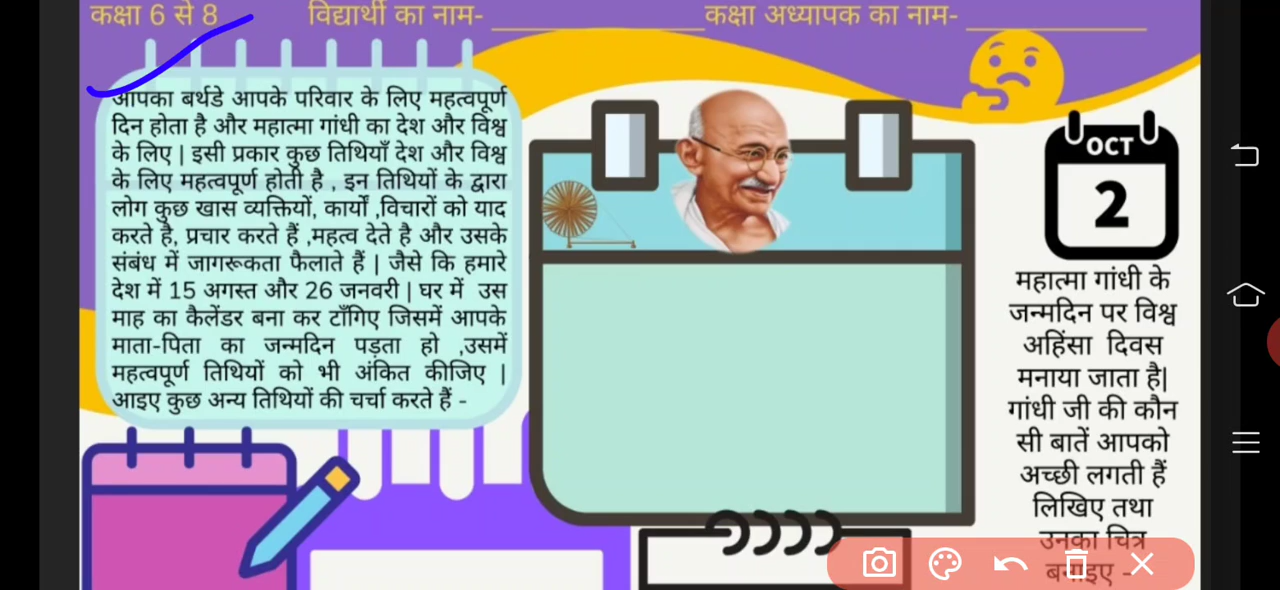 कक्षा 6 से 8 विद्यार्थी का नाम- कक्षा अध्यापक का नाम-
आपका बर्थडे आपके परिवार के लिए महत्वपूर्ण
दिन होता है और महात्मा गांधी का देश और विश्व
के लिए | इसी प्रकार कुछ तिथियाँ देश और विश्व
के लिए महत्वपूर्ण होती है , इन तिथियों के द्वारा
लोग कुछ खास व्यक्तियों, कार्यों ,विचारों को याद
करते है, प्रचार करते हैं ,महत्व देते है और उसके
संबंध में जागरूकता फैलाते हैं | जैसे कि हमारे
देश में 15 अगस्त और 26 जनवरी | घर में उस
माह का कैलेंडर बना कर टाँगिए जिसमें आपके
माता-पिता का जन्मदिन पड़ता हो ,उसमें
महत्वपूर्ण तिथियों को भी अंकित कीजिए |
आइए कुछ अन्य तिथियों की चर्चा करते हैं -
OCT
2
महात्मा गांधी के
जन्मदिन पर विश्व
अहिंसा दिवस
मनाया जाता है|
गांधी जी की कौन
सी बातें आपको
अच्छी लगती हैं
लिखिए तथा
उनका चित्र
बनाइए -